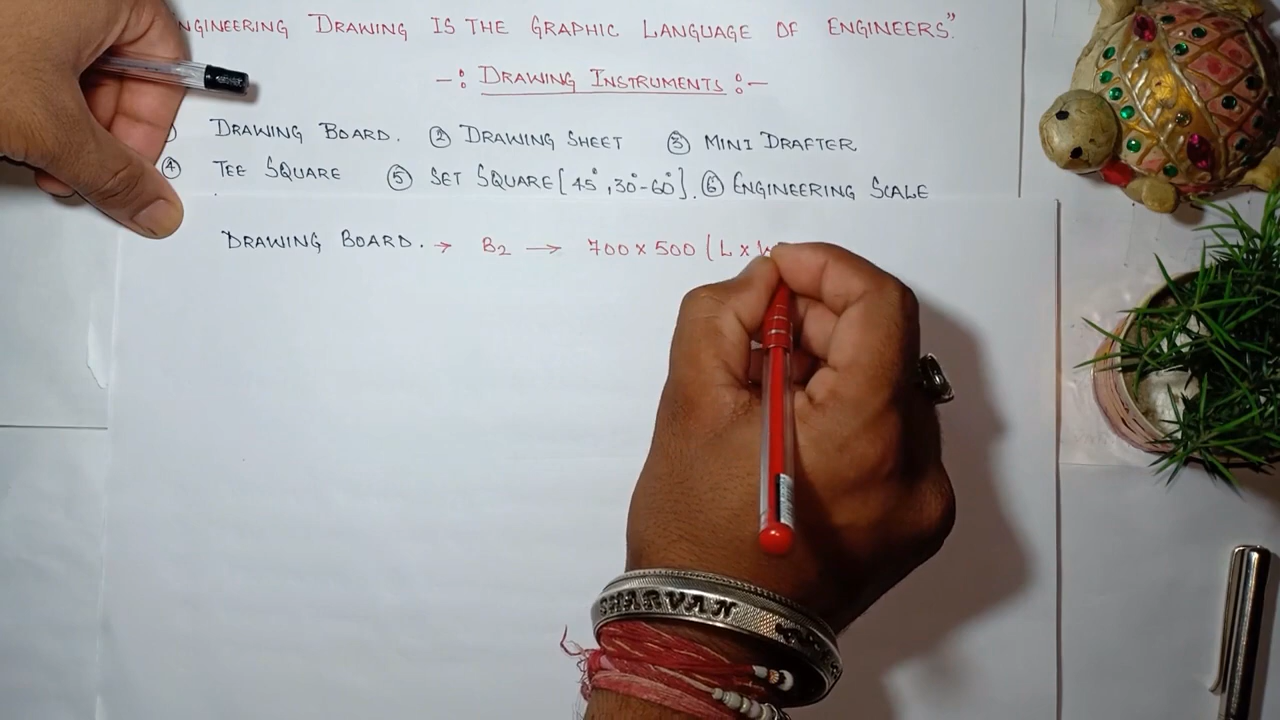 NGINEERING DRAWING IS THE GRAPHIC LANGUAGE OF ENGINEERS."
-: DRAWING INSTRUMENTS :-
DRAWING BOARD. ② DRAWING SHEET ③ MINI DRAFTER
④ TEE SQUARE ⑤ SET SQUARE [45°, 30°-60°]. ⑥ ENGINEERING SCALE
DRAWING BOARD. → B2 → 700 × 500 (L ×
SHARVAN